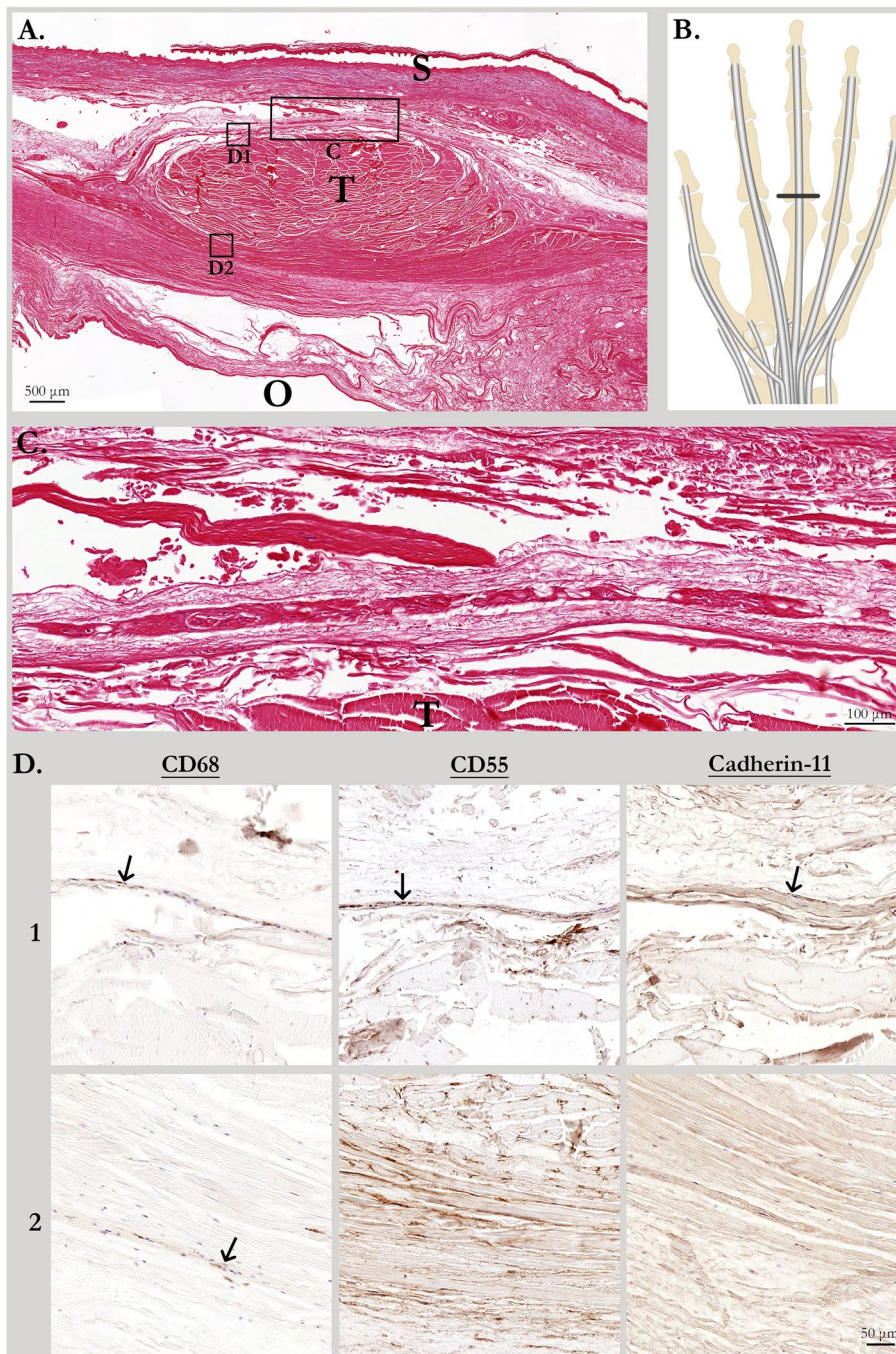 A.
B.
S
D1
C
T
D2
500 µm
O
C.
T
100 µm
D.
CD68
CD55
Cadherin-11
1
2
50 µm